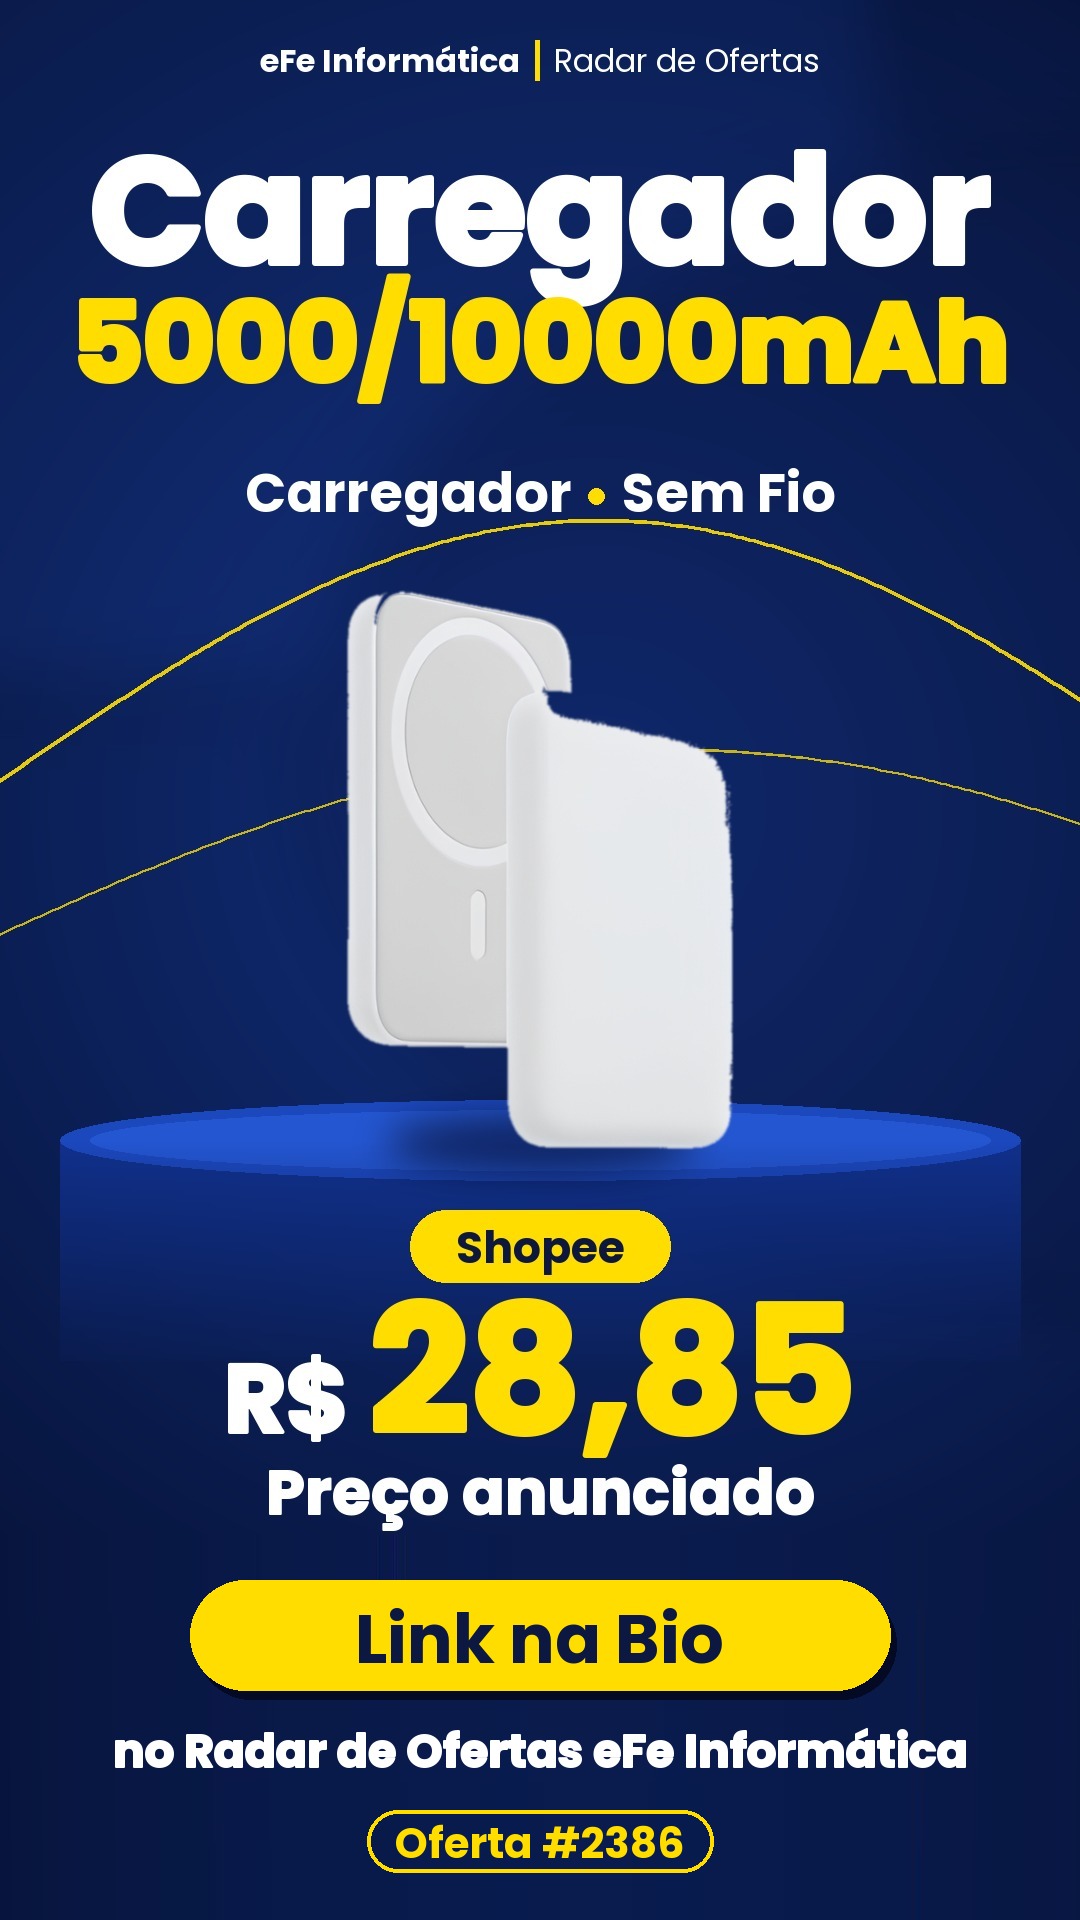 eFe Informática | Radar de Ofertas
Carregador
5000/10000mAh
Carregador • Sem Fio
Shopee
R$ 28,85
Preço anunciado
Link na Bio
no Radar de Ofertas eFe Informática
Oferta #2386